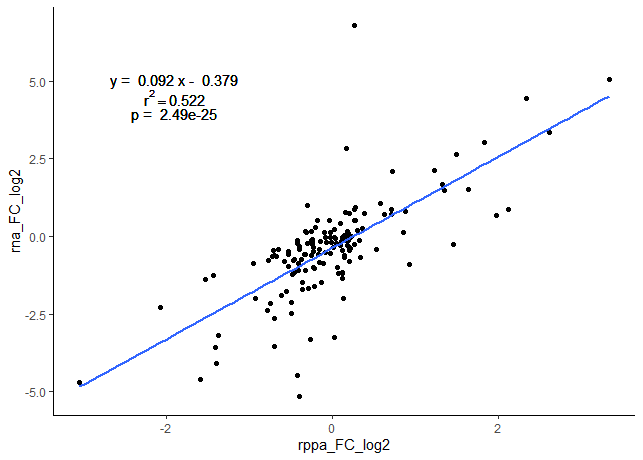 y = 0.092 x - 0.379
r2 = 0.522
p = 2.49e-25
rna_FC_log2
5.0
2.5
0.0
-2.5
-5.0
-2
0
2
rppa_FC_log2